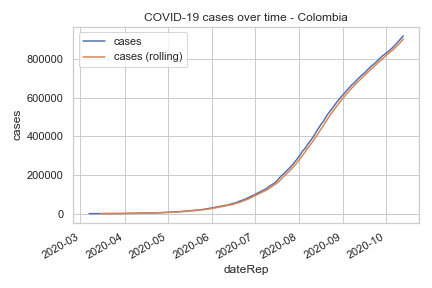 COVID-19 cases over time - Colombia
cases
cases (rolling)
800000
600000
400000
200000
0
cases
2020-03
2020-04
2020-05
2020-06
2020-07
2020-08
2020-09
2020-10
dateRep